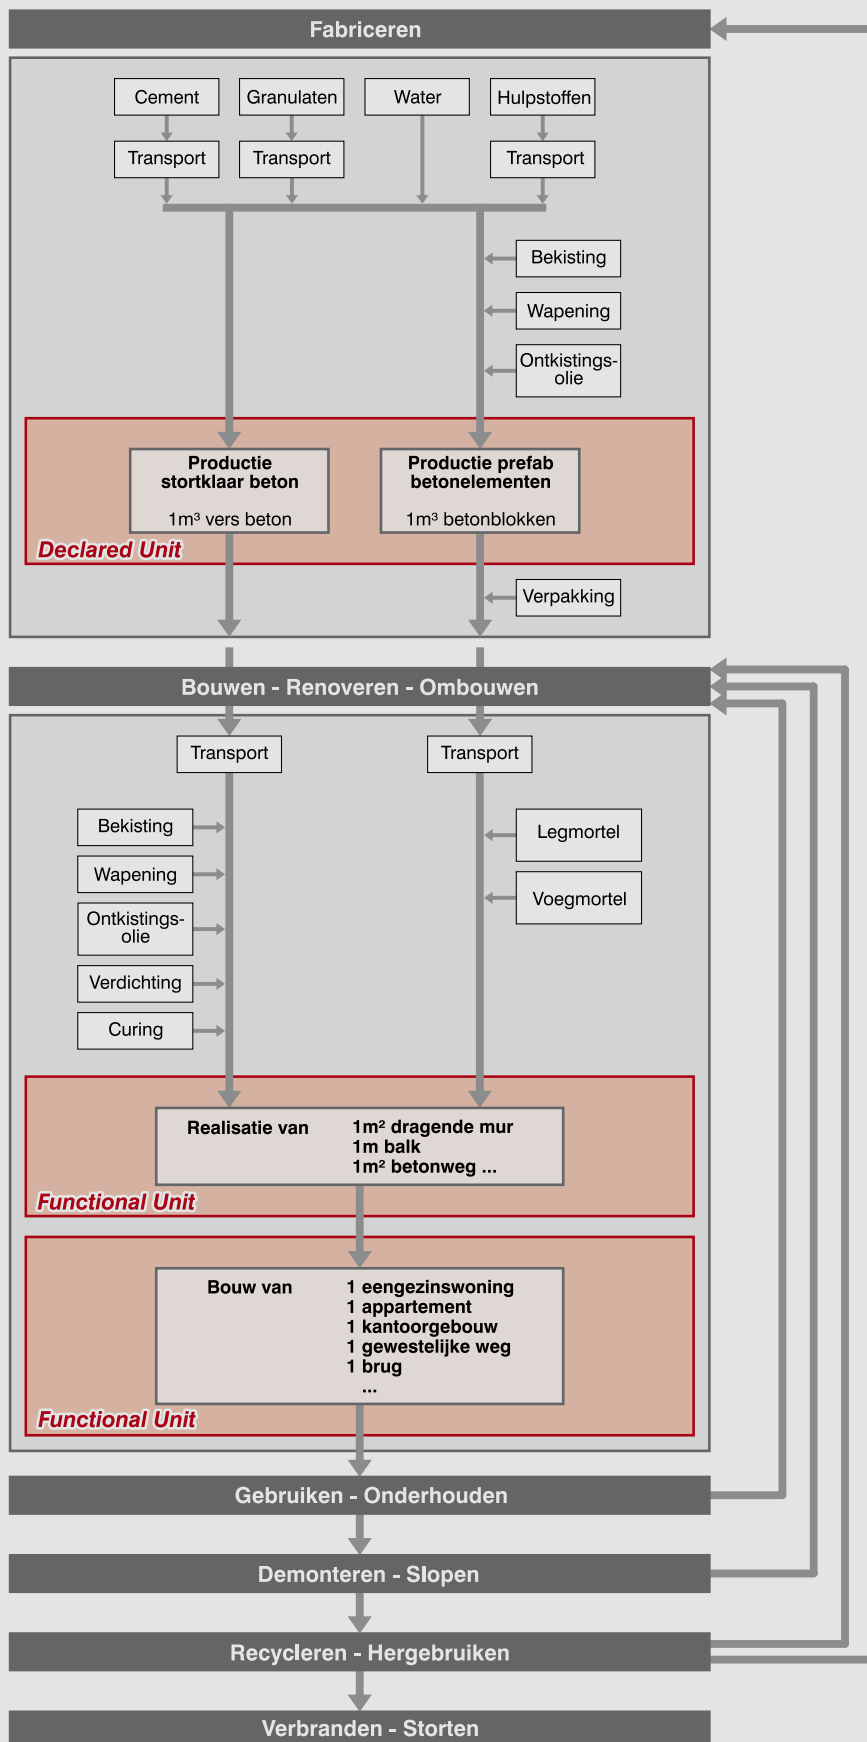 Fabriceren
Cement
Granulaten
Water
Hulpstoffen
Transport
Transport
Transport
Bekisting
Wapening
Ontkistings-
olie
Productie
stortklaar beton
1m³ vers beton
Productie prefab
betonelementen
1m³ betonblokken
Declared Unit
Verpakking
Bouwen - Renoveren - Ombouwen
Transport
Transport
Bekisting
Wapening
Ontkistings-
olie
Verdichting
Curing
Legmortel
Voegmortel
Realisatie van 1m² dragende mur
1m balk
1m² betonweg ...
Functional Unit
Bouw van 1 eengezinswoning
1 appartement
1 kantoorgebouw
1 gewestelijke weg
1 brug
...
Functional Unit
Gebruiken - Onderhouden
Demonteren - Slopen
Recycleren - Hergebruiken
Verbranden - Storten